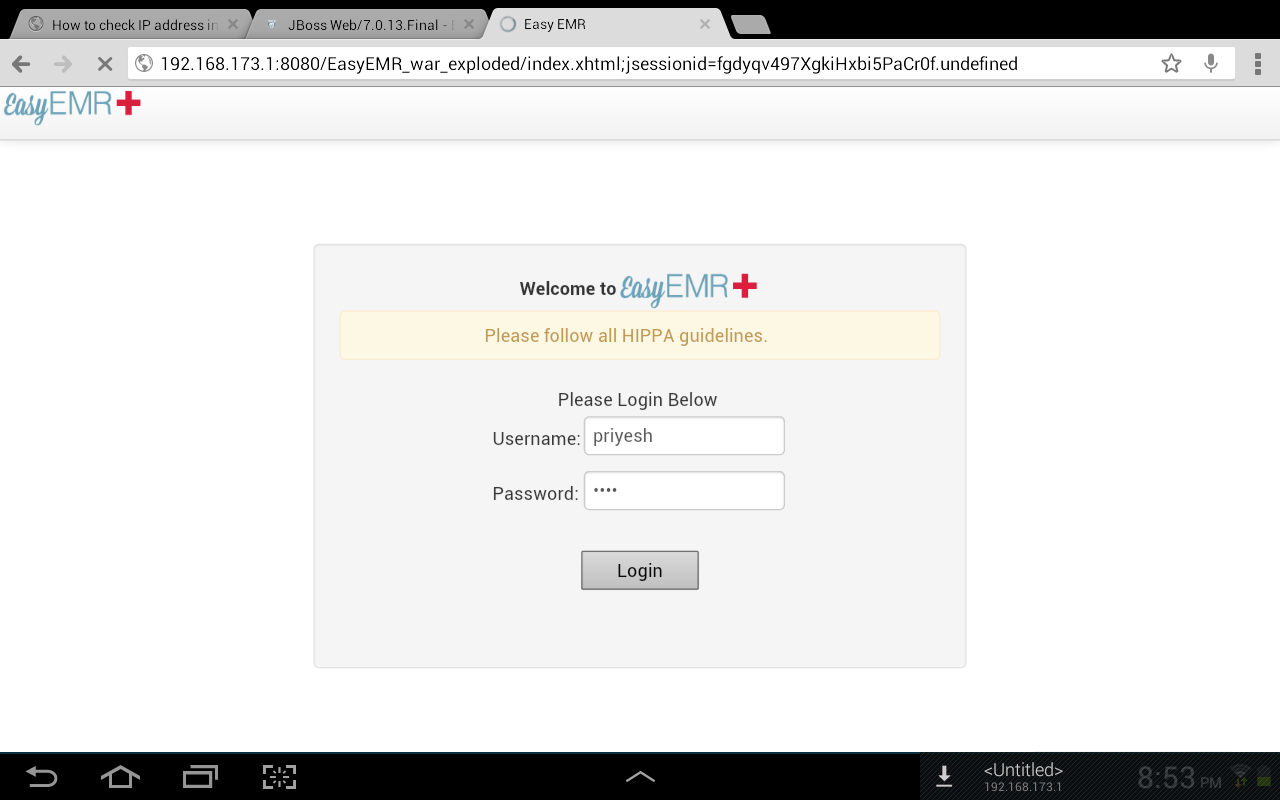 How to check IP address in
JBoss Web/7.0.13.Final -
Easy EMR
192.168.173.1:8080/EasyEMR_war_exploded/index.xhtml;jsessionid=fgdyqv497XgkiHxbi5PaCr0f.undefined
EasyEMR
Welcome to EasyEMR
Please follow all HIPPA guidelines.
Please Login Below
Username: priyesh
Password: ••••
Login
<Untitled>
192.168.173.1
8:53 PM